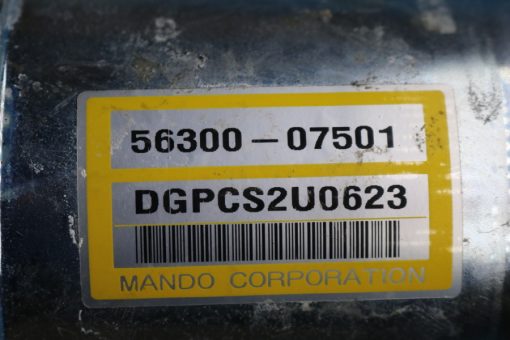 56300-07501
DGPCS2U0623
MANDO CORPORATION